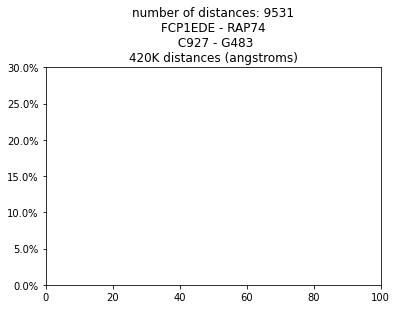 number of distances: 9531
FCP1EDE - RAP74
C927 - G483
420K distances (angstroms)
30.0%
25.0%
20.0%
15.0%
10.0%
5.0%
0.0%
0 20 40 60 80 100